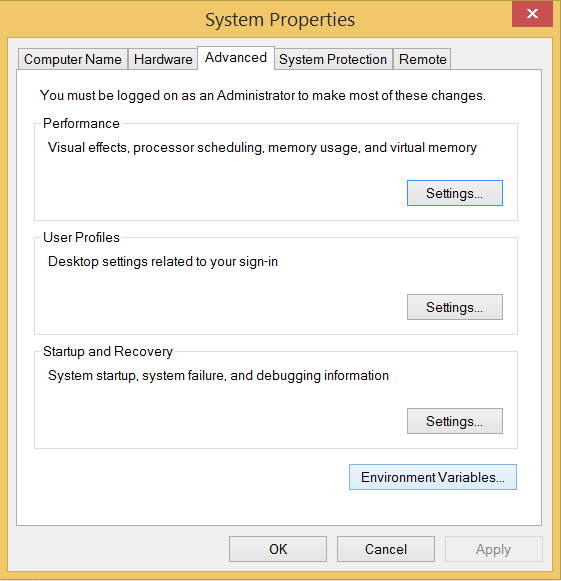 System Properties
Computer Name Hardware Advanced System Protection Remote
You must be logged on as an Administrator to make most of these changes.
Performance
Visual effects, processor scheduling, memory usage, and virtual memory
Settings...
User Profiles
Desktop settings related to your sign-in
Settings...
Startup and Recovery
System startup, system failure, and debugging information
Settings...
Environment Variables...
OK Cancel Apply